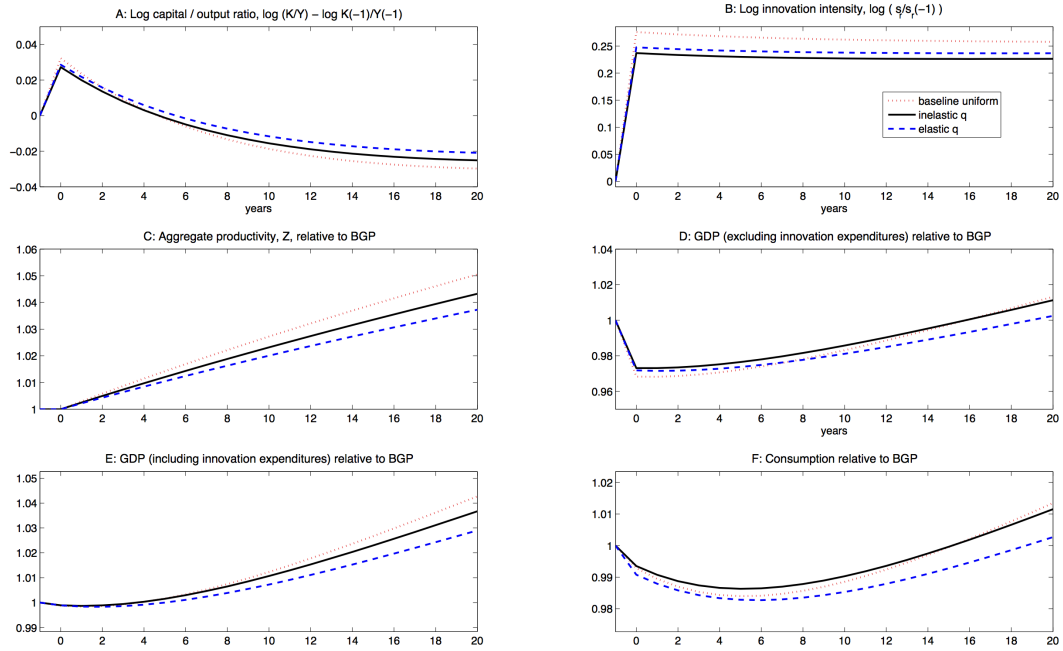 A: Log capital / output ratio, log (K/Y) − log K(−1)/Y(−1)
0.04
0.02
0
−0.02
−0.04
0 2 4 6 8 10 12 14 16 18 20
years
B: Log innovation intensity, log ( s_r/s_r(−1) )
0.25
0.2
0.15
0.1
0.05
0
baseline uniform
inelastic q
elastic q
0 2 4 6 8 10 12 14 16 18 20
years
C: Aggregate productivity, Z, relative to BGP
1.06
1.05
1.04
1.03
1.02
1.01
1
0 2 4 6 8 10 12 14 16 18 20
D: GDP (excluding innovation expenditures) relative to BGP
1.04
1.02
1
0.98
0.96
0 2 4 6 8 10 12 14 16 18 20
years
E: GDP (including innovation expenditures) relative to BGP
1.05
1.04
1.03
1.02
1.01
1
0.99
0 2 4 6 8 10 12 14 16 18 20
F: Consumption relative to BGP
1.02
1.01
1
0.99
0.98
0 2 4 6 8 10 12 14 16 18 20